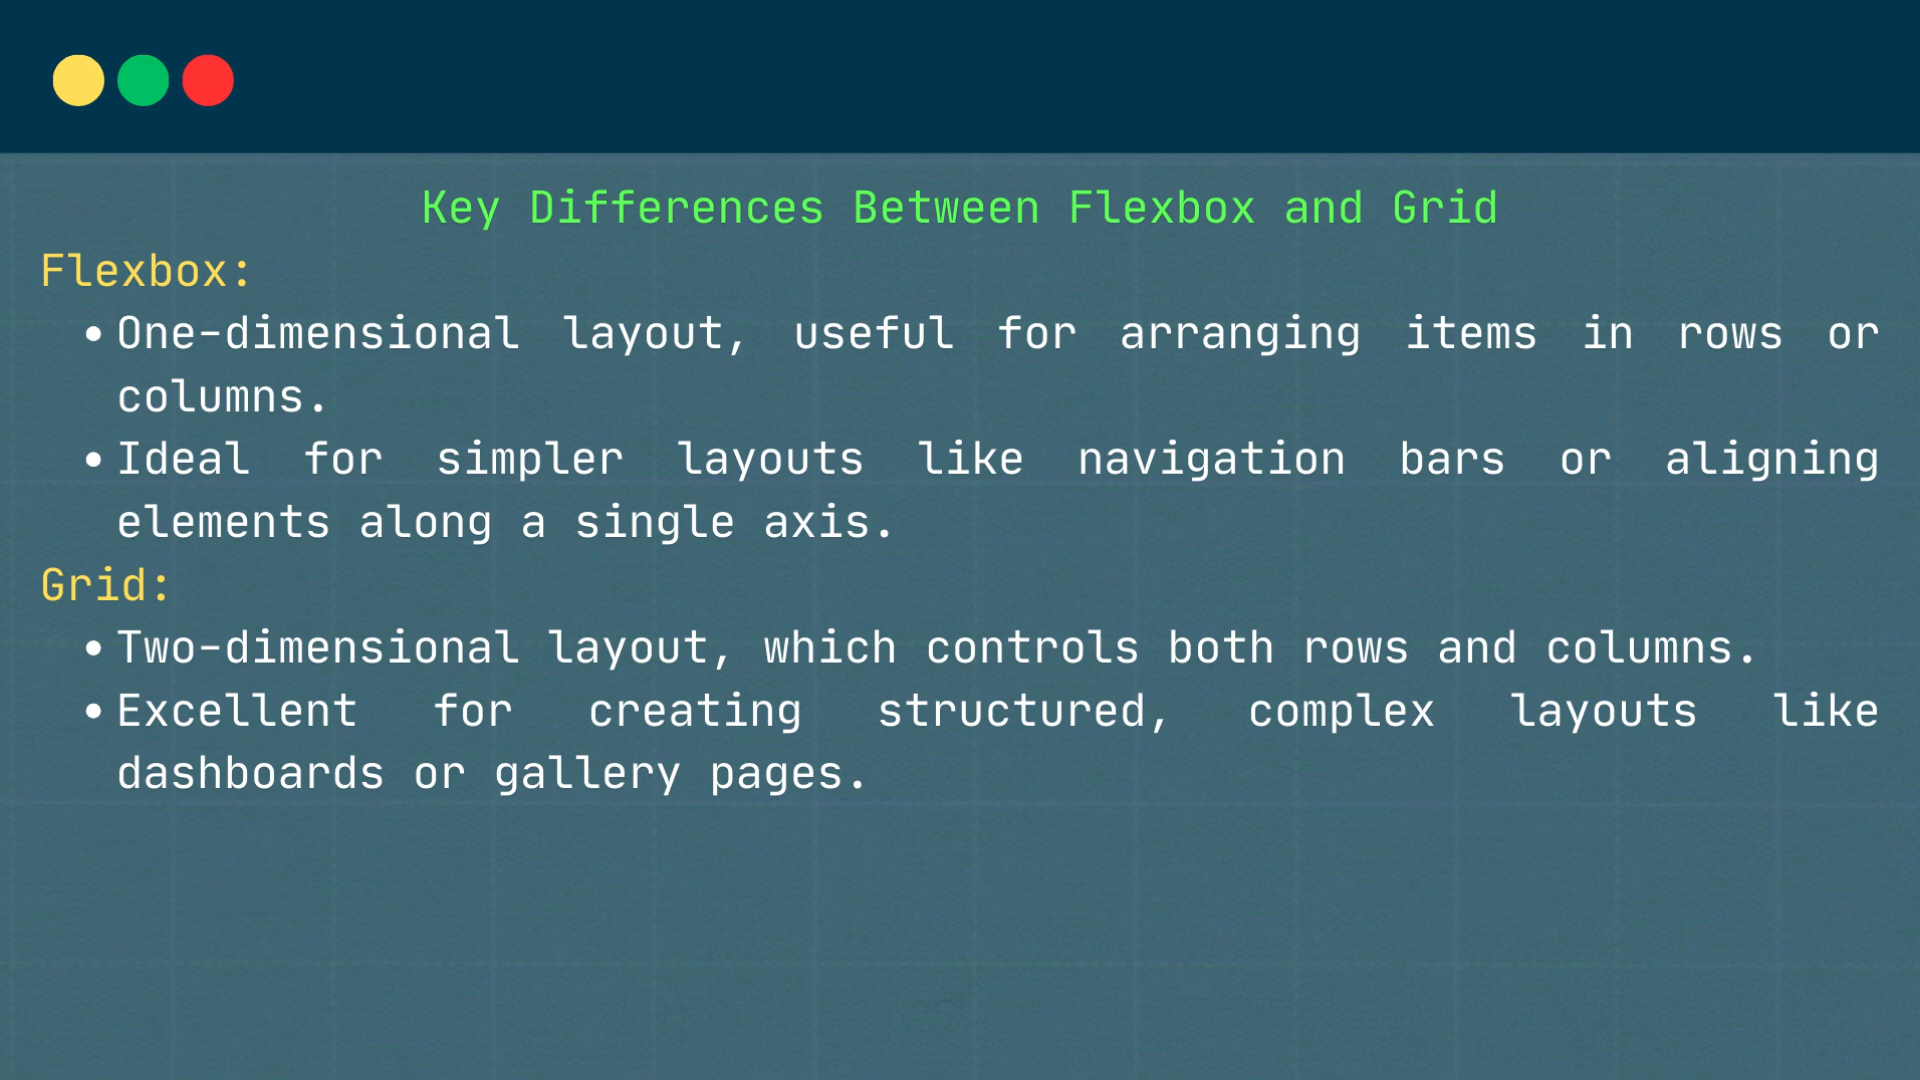 Key Differences Between Flexbox and Grid
Flexbox:
• One-dimensional layout, useful for arranging items in rows or
columns.
• Ideal for simpler layouts like navigation bars or aligning
elements along a single axis.
Grid:
• Two-dimensional layout, which controls both rows and columns.
• Excellent for creating structured, complex layouts like
dashboards or gallery pages.